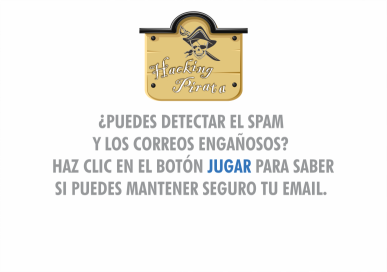 Hacking
Pirata
¿PUEDES DETECTAR EL SPAM
Y LOS CORREOS ENGAÑOSOS?
HAZ CLIC EN EL BOTÓN JUGAR PARA SABER
SI PUEDES MANTENER SEGURO TU EMAIL.